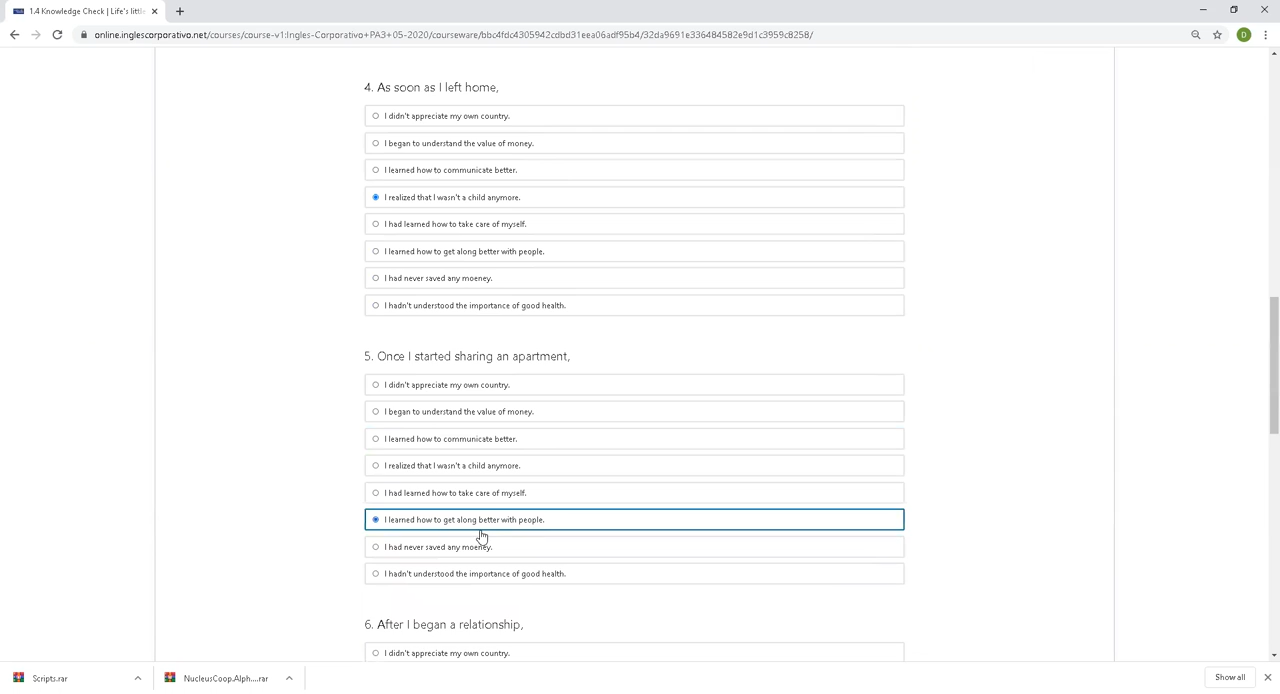 1.4 Knowledge Check | Life's little
online.inglescorporativo.net/courses/course-v1:Ingles-Corporativo+PA3+05-2020/courseware/bbc4fdc4305942cdbd31eea06adf95b4/32da9691e336484582e9d1c3959c8258/
D
4. As soon as I left home,
I didn't appreciate my own country.
I began to understand the value of money.
I learned how to communicate better.
I realized that I wasn't a child anymore.
I had learned how to take care of myself.
I learned how to get along better with people.
I had never saved any moeney.
I hadn't understood the importance of good health.
5. Once I started sharing an apartment,
I didn't appreciate my own country.
I began to understand the value of money.
I learned how to communicate better.
I realized that I wasn't a child anymore.
I had learned how to take care of myself.
I learned how to get along better with people.
I had never saved any moeney.
I hadn't understood the importance of good health.
6. After I began a relationship,
I didn't appreciate my own country.
Scripts.rar
NucleusCoop.Alph....rar
Show all